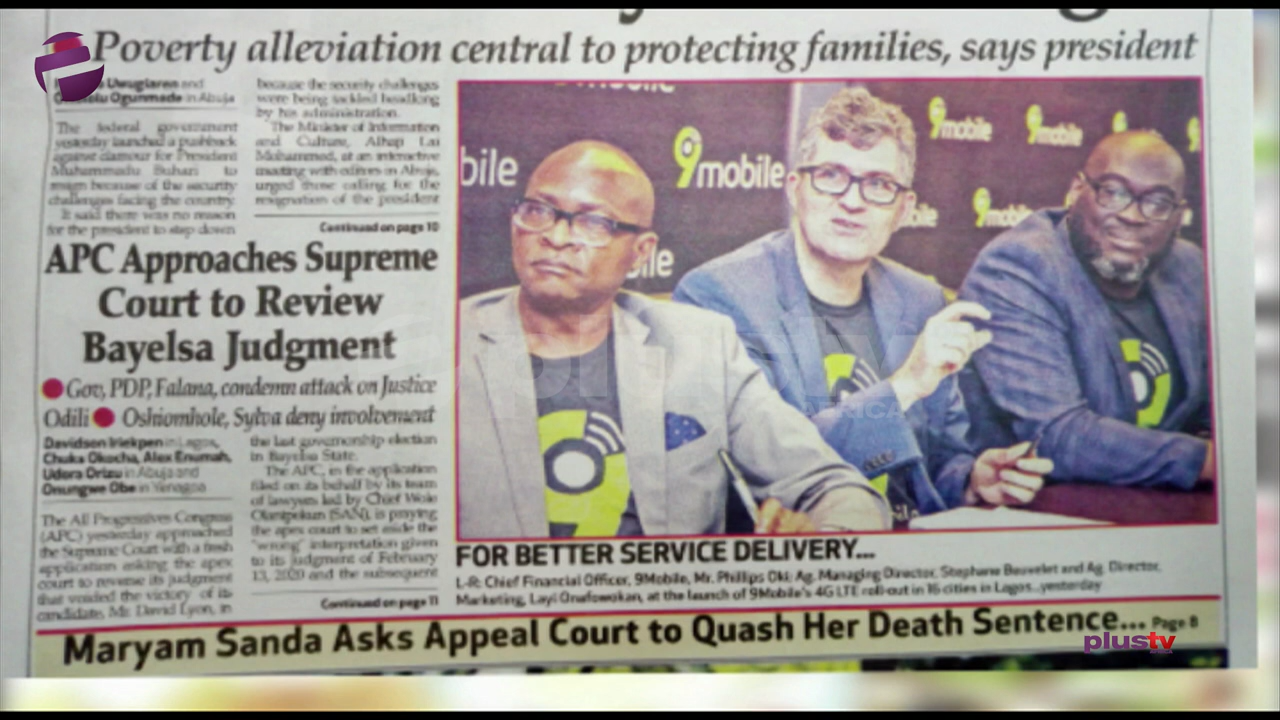 Poverty alleviation central to protecting families, says president
Uwugiaren and
Ogunmade in Abuja
The federal government
yesterday launched a pushback
against clamour for President
Muhammadu Buhari to
resign because of the security
challenges facing the country.
It said there was no reason
for the president to step down
because the security challenges
were being tackled headlong
by his administration.
The Minister of Information
and Culture, Alhaji Lai
Mohammed, at an interactive
meeting with editors in Abuja,
urged those calling for the
resignation of the president
Continued on page 10
APC Approaches Supreme
Court to Review
Bayelsa Judgment
Gov, PDP, Falana, condemn attack on Justice
Odili Oshiomhole, Sylva deny involvement
Davidson Iriekpen in Lagos,
Chuka Okocha, Alex Enumah,
Udora Orizu in Abuja and
Onungwe Obe in Yenagoa
The All Progressives Congress
(APC) yesterday approached
the Supreme Court with a fresh
application asking the apex
court to reverse its judgment
that voided the victory of its
candidate, Mr. David Lyon, in
the last governorship election
in Bayelsa State.
The APC, in the application
filed on its behalf by its team
of lawyers led by Chief Wole
Olanipekun (SAN), is praying
the apex court to set aside the
"wrong" interpretation given
to its judgment of February
13, 2020 and the subsequent
Continued on page 11
bile
9mobile
9mobile
9mobile
9mobile
obile
ile
plustv
AFRICA
FOR BETTER SERVICE DELIVERY...
L-R: Chief Financial Officer, 9Mobile, Mr. Phillips Oki; Ag. Managing Director, Stephane Beuvelet and Ag. Director,
Marketing, Layi Onafowokan, at the launch of 9Mobile's 4G LTE roll-out in 16 cities in Lagos...yesterday
Maryam Sanda Asks Appeal Court to Quash Her Death Sentence... Page 8
plustv